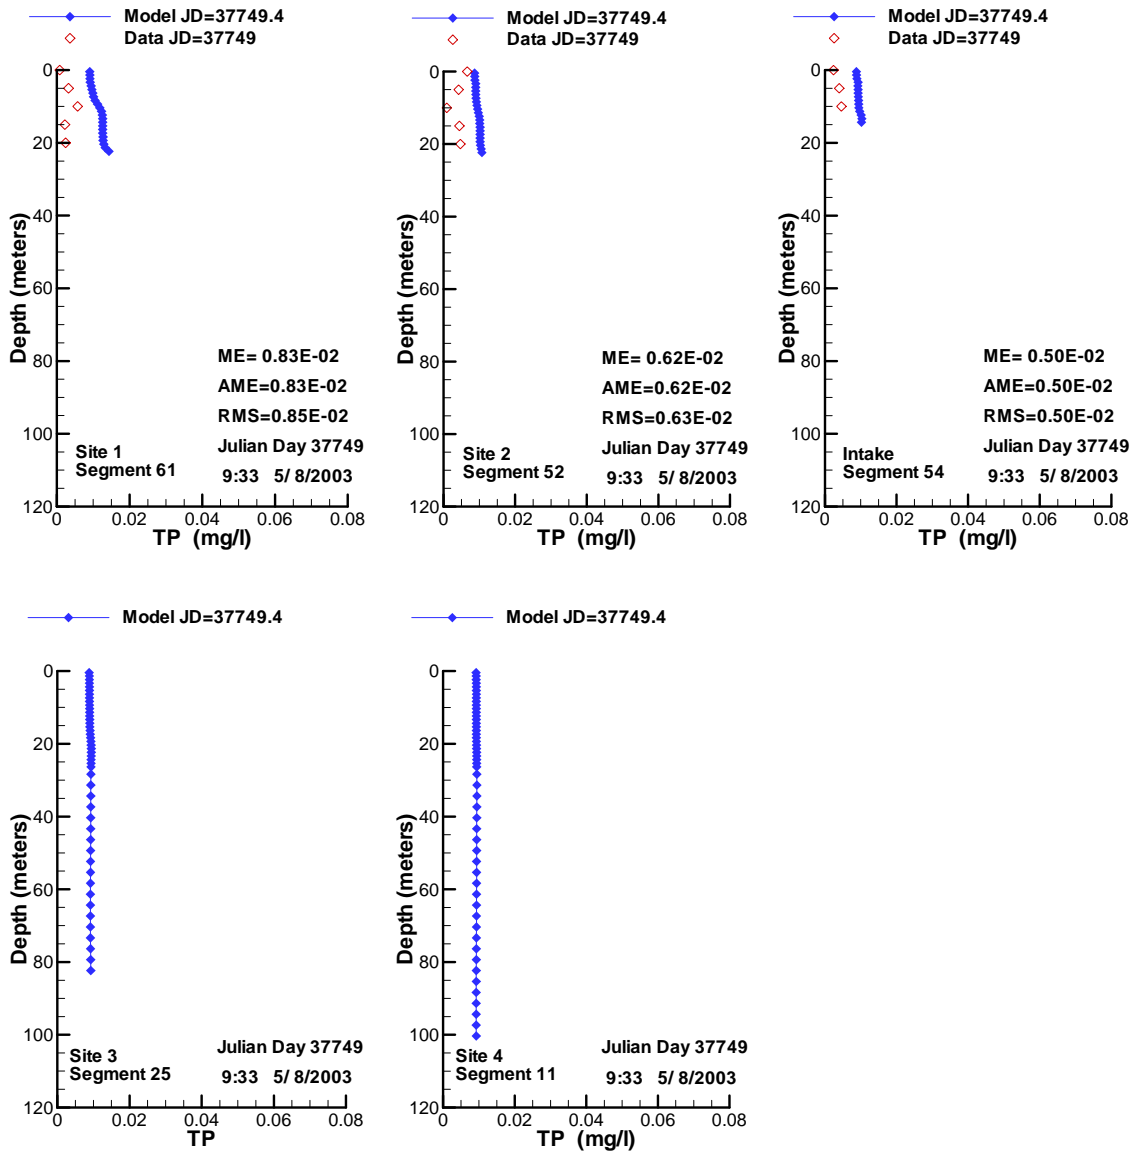 Model JD=37749.4
Data JD=37749
0
20
40
60
80
100
120
Depth (meters)
ME= 0.83E-02
AME=0.83E-02
RMS=0.85E-02
Site 1
Segment 61
Julian Day 37749
9:33 5/ 8/2003
0 0.02 0.04 0.06 0.08
TP (mg/l)
Model JD=37749.4
Data JD=37749
0
20
40
60
80
100
120
Depth (meters)
ME= 0.62E-02
AME=0.62E-02
RMS=0.63E-02
Site 2
Segment 52
Julian Day 37749
9:33 5/ 8/2003
0 0.02 0.04 0.06 0.08
TP (mg/l)
Model JD=37749.4
Data JD=37749
0
20
40
60
80
100
120
Depth (meters)
ME= 0.50E-02
AME=0.50E-02
RMS=0.50E-02
Intake
Segment 54
Julian Day 37749
9:33 5/ 8/2003
0 0.02 0.04 0.06 0.08
TP (mg/l)
Model JD=37749.4
0
20
40
60
80
100
120
Depth (meters)
Site 3
Segment 25
Julian Day 37749
9:33 5/ 8/2003
0 0.02 0.04 0.06 0.08
TP
Model JD=37749.4
0
20
40
60
80
100
120
Depth (meters)
Site 4
Segment 11
Julian Day 37749
9:33 5/ 8/2003
0 0.02 0.04 0.06 0.08
TP (mg/l)